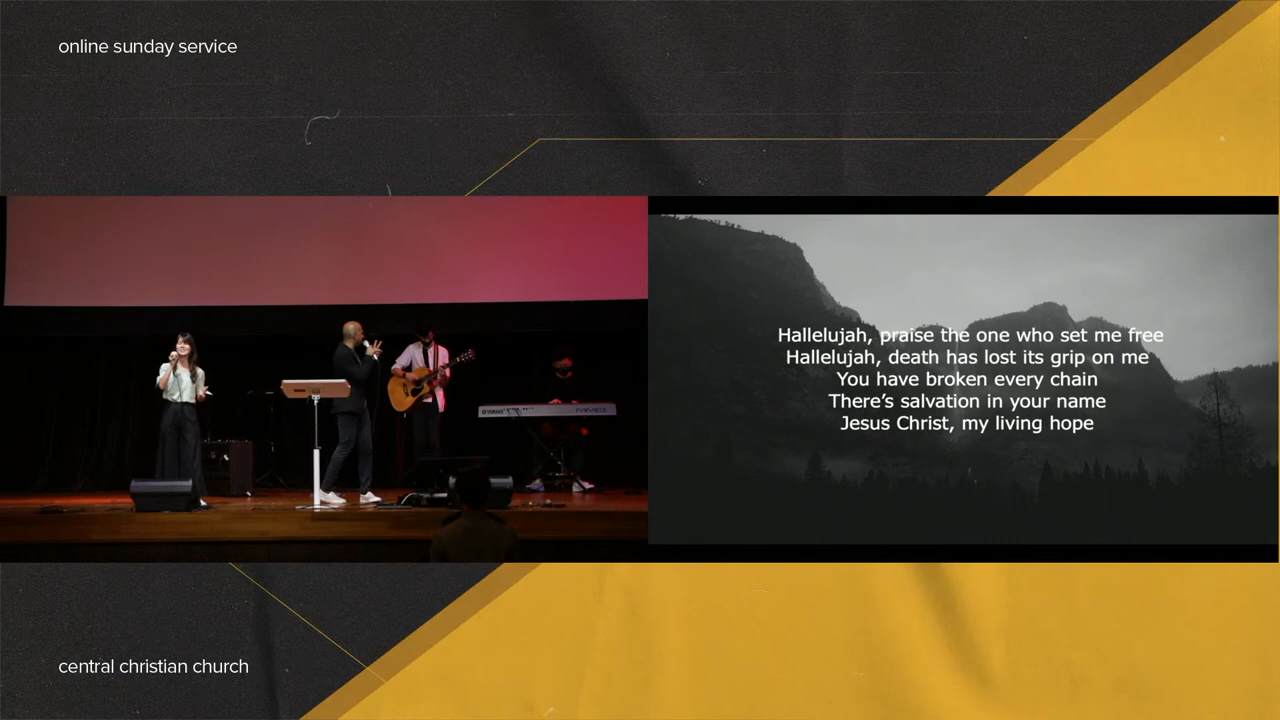 online sunday service
Hallelujah, praise the one who set me free
Hallelujah, death has lost its grip on me
You have broken every chain
There's salvation in your name
Jesus Christ, my living hope
YAMAHA
central christian church